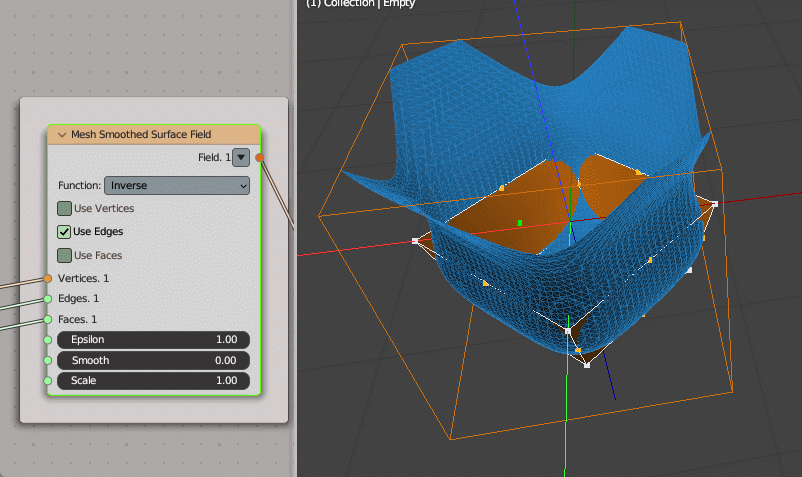 (1) Collection | Empty
Mesh Smoothed Surface Field
Field. 1
Function: Inverse
Use Vertices
Use Edges
Use Faces
Vertices. 1
Edges. 1
Faces. 1
Epsilon 1.00
Smooth 0.00
Scale 1.00